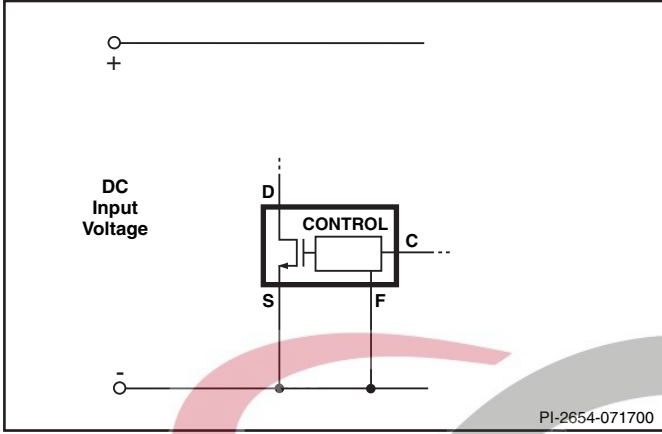 +
D
DC
Input
Voltage
CONTROL
C
S
F
-
PI-2654-071700